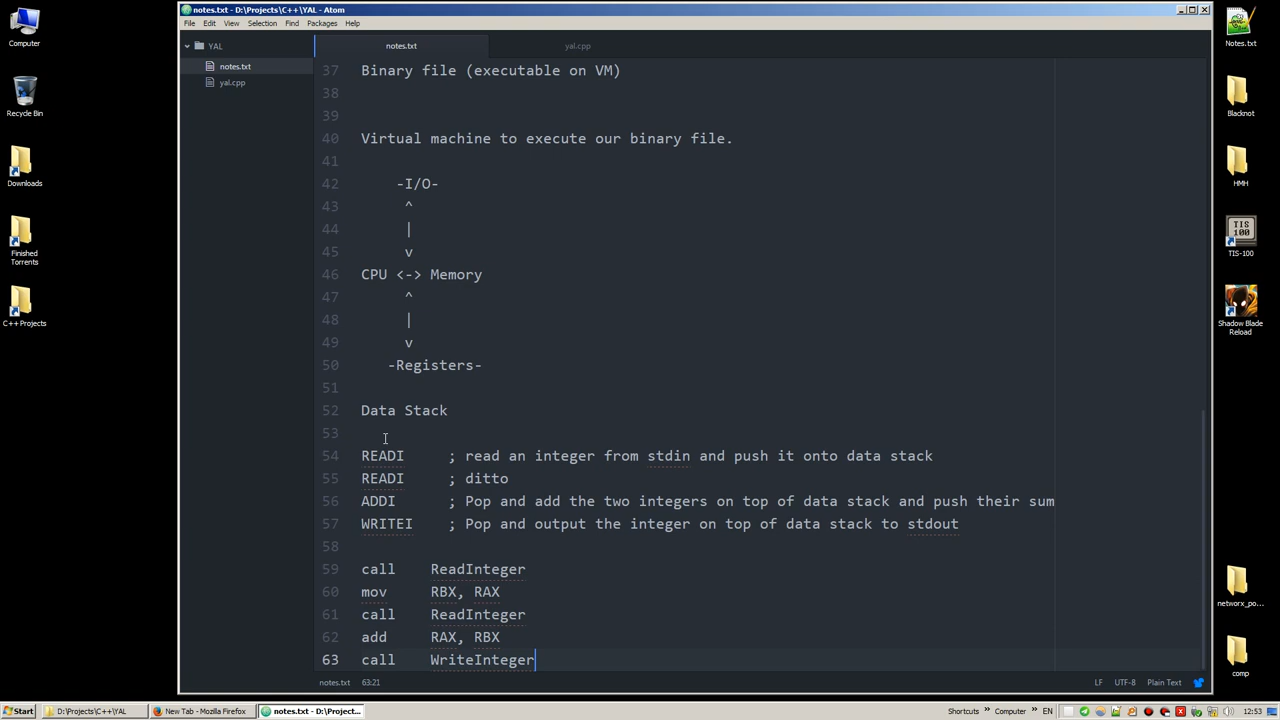 notes.txt - D:\Projects\C++\YAL - Atom
File Edit View Selection Find Packages Help
YAL
notes.txt
yal.cpp
notes.txt yal.cpp
37 Binary file (executable on VM)
38
39
40 Virtual machine to execute our binary file.
41
42 -I/O-
43 ^
44 |
45 v
46 CPU <-> Memory
47 ^
48 |
49 v
50 -Registers-
51
52 Data Stack
53
54 READI ; read an integer from stdin and push it onto data stack
55 READI ; ditto
56 ADDI ; Pop and add the two integers on top of data stack and push their sum
57 WRITEI ; Pop and output the integer on top of data stack to stdout
58
59 call ReadInteger
60 mov RBX, RAX
61 call ReadInteger
62 add RAX, RBX
63 call WriteInteger
notes.txt 63:21 LF UTF-8 Plain Text
Computer
Recycle Bin
Downloads
Finished
Torrents
C++ Projects
Notes.txt
Blacknot
HMH
TIS
100
TIS-100
Shadow Blade
Reload
networx_po...
comp
Start D:\Projects\C++\YAL New Tab - Mozilla Firefox notes.txt - D:\Project... Shortcuts » Computer » EN 12:53